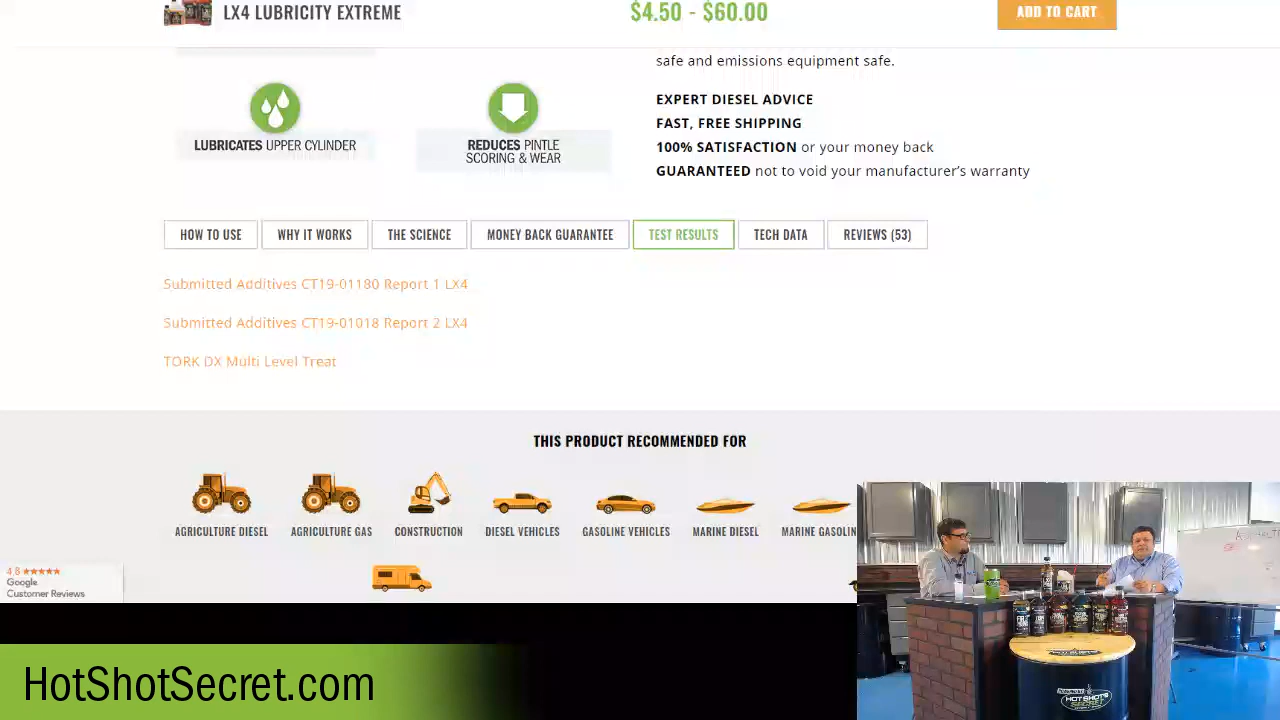 LX4 LUBRICITY EXTREME
$4.50 - $60.00
ADD TO CART
safe and emissions equipment safe.
LUBRICATES UPPER CYLINDER
REDUCES PINTLE
SCORING & WEAR
EXPERT DIESEL ADVICE
FAST, FREE SHIPPING
100% SATISFACTION or your money back
GUARANTEED not to void your manufacturer's warranty
HOW TO USE
WHY IT WORKS
THE SCIENCE
MONEY BACK GUARANTEE
TEST RESULTS
TECH DATA
REVIEWS (53)
Submitted Additives CT19-01180 Report 1 LX4
Submitted Additives CT19-01018 Report 2 LX4
TORK DX Multi Level Treat
THIS PRODUCT RECOMMENDED FOR
AGRICULTURE DIESEL
AGRICULTURE GAS
CONSTRUCTION
DIESEL VEHICLES
GASOLINE VEHICLES
MARINE DIESEL
MARINE GASOLIN
4.8 ★★★★★
Google
Customer Reviews
HOT SHOT'S
SECRET
HotShotSecret.com